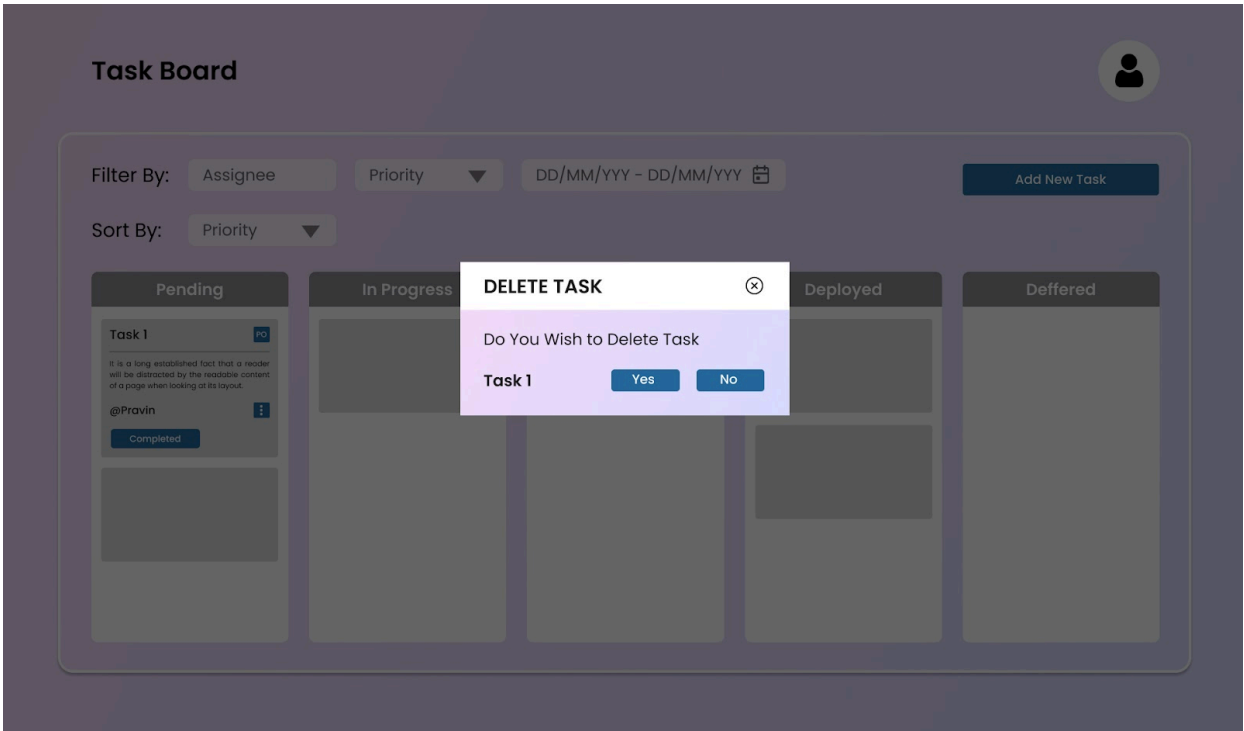 Task Board
Filter By: Assignee Priority DD/MM/YYY - DD/MM/YYY Add New Task
Sort By: Priority
Pending In Progress Deployed Deffered
DELETE TASK
Do You Wish to Delete Task
Task 1 Yes No
Task 1 PO
It is a long established fact that a reader
will be distracted by the readable content
of a page when looking at its layout.
@Pravin
Completed